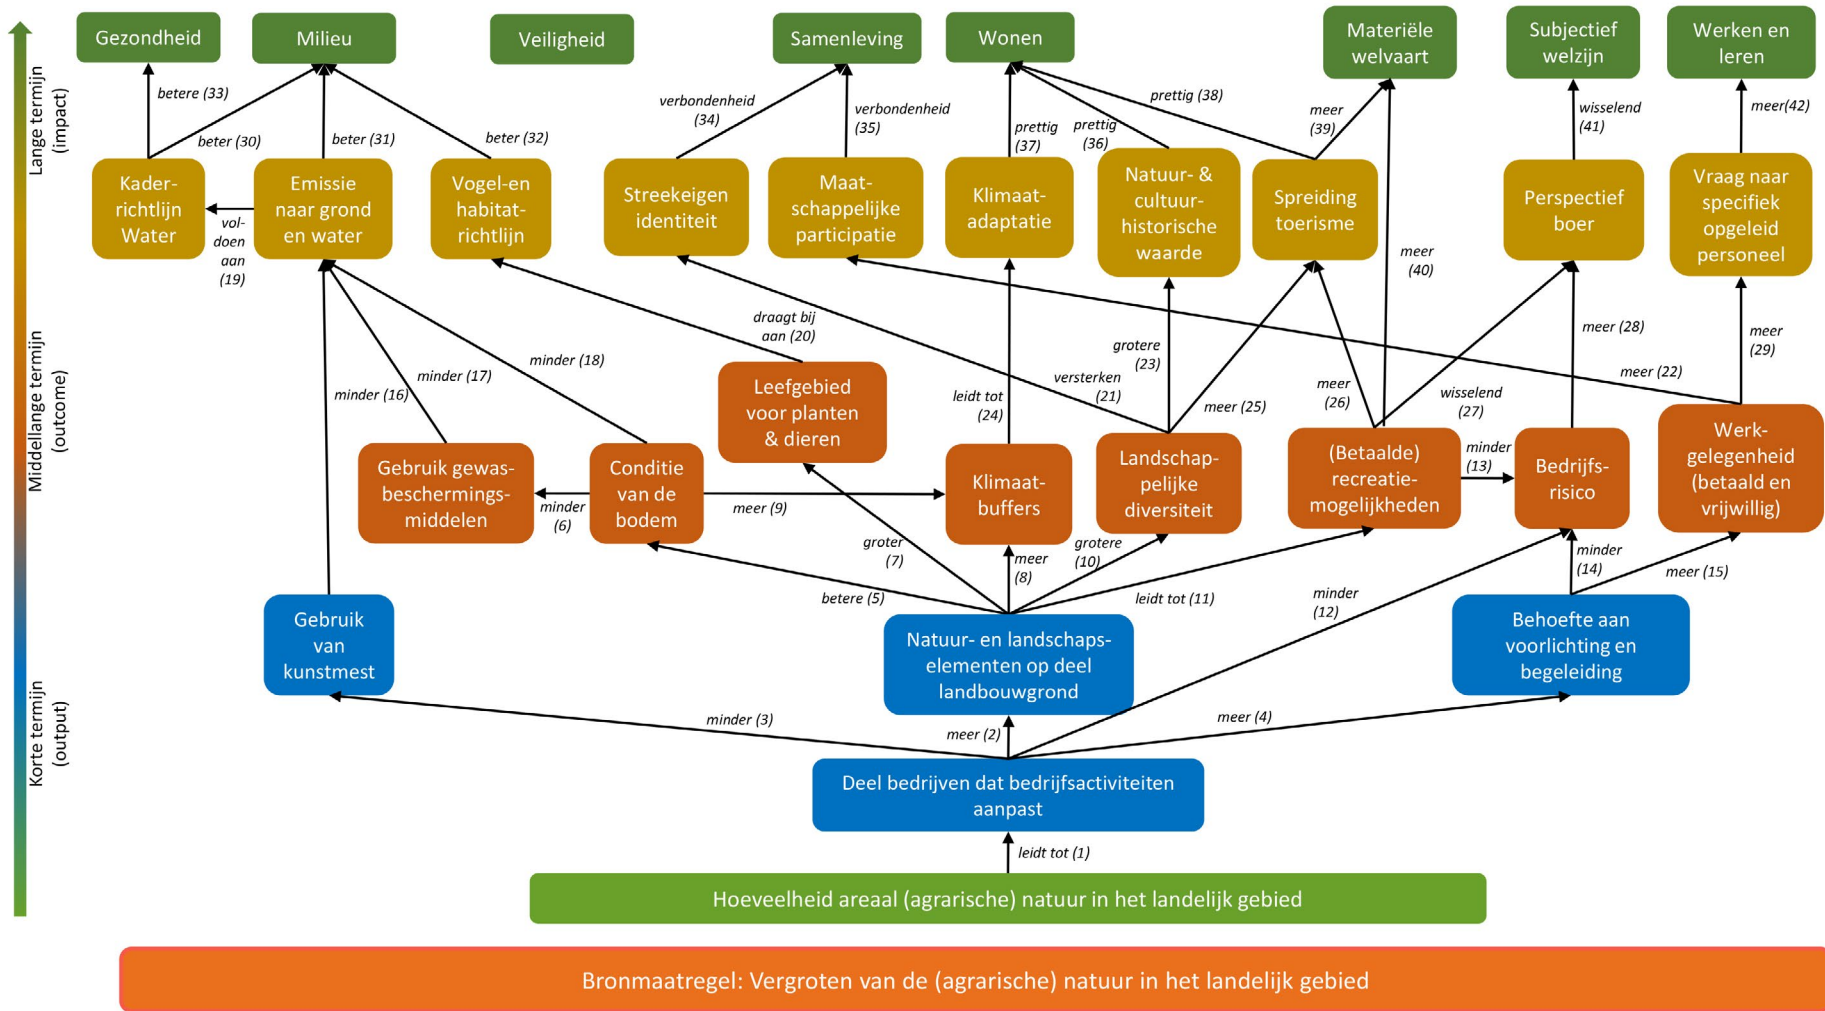 Gezondheid
Milieu
Veiligheid
Samenleving
Wonen
Materiële
welvaart
Subjectief
welzijn
Werken en
leren
Lange termijn
(impact)
betere (33)
beter (30)
beter (31)
beter (32)
verbondenheid
(34)
verbondenheid
(35)
prettig
(37)
prettig
(36)
prettig (38)
meer
(39)
meer
(40)
wisselend
(41)
meer(42)
Kader-
richtlijn
Water
vol-
doen
aan
(19)
Emissie
naar grond
en water
Vogel-en
habitat-
richtlijn
Streekeigen
identiteit
Maat-
schappelijke
participatie
Klimaat-
adaptatie
Natuur- &
cultuur-
historische
waarde
Spreiding
toerisme
Perspectief
boer
Vraag naar
specifiek
opgeleid
personeel
Middellange termijn
(outcome)
minder (16)
minder (17)
minder (18)
draagt bij
aan (20)
versterken
(21)
leidt tot
(24)
grotere
(23)
meer (25)
meer
(26)
wisselend
(27)
meer (28)
meer (22)
meer
(29)
Gebruik gewas-
beschermings-
middelen
minder
(6)
Conditie
van de
bodem
meer (9)
Leefgebied
voor planten
& dieren
Klimaat-
buffers
Landschap-
pelijke
diversiteit
(Betaalde)
recreatie-
mogelijkheden
minder
(13)
Bedrijfs-
risico
Werk-
gelegenheid
(betaald en
vrijwillig)
betere (5)
groter
(7)
meer
(8)
grotere
(10)
leidt tot (11)
minder
(12)
minder
(14)
meer (15)
Korte termijn
(output)
Gebruik
van
kunstmest
Natuur- en landschaps-
elementen op deel
landbouwgrond
Behoefte aan
voorlichting en
begeleiding
minder (3)
meer (2)
meer (4)
Deel bedrijven dat bedrijfsactiviteiten
aanpast
leidt tot (1)
Hoeveelheid areaal (agrarische) natuur in het landelijk gebied
Bronmaatregel: Vergroten van de (agrarische) natuur in het landelijk gebied